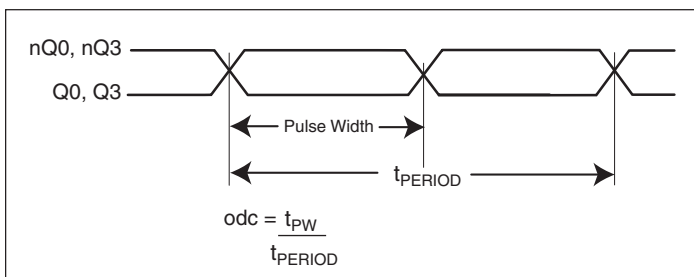 nQ0, nQ3
Q0, Q3
Pulse Width
tPERIOD
odc = tPW
tPERIOD